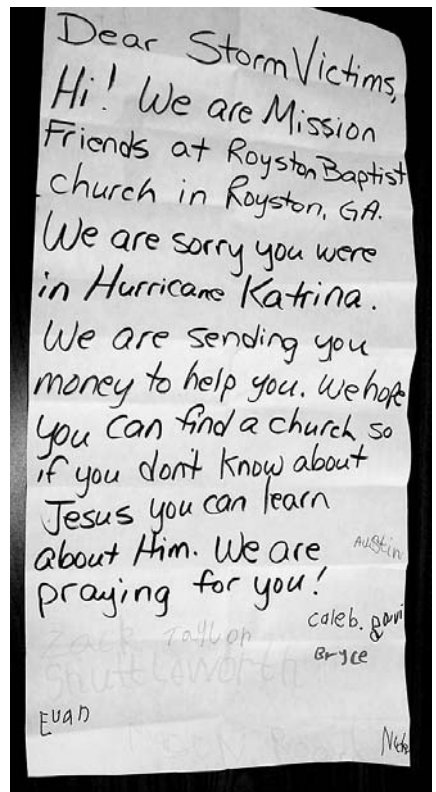 Dear Storm Victims,
Hi! We are Mission
Friends at Royston Baptist
church in Royston, GA.
We are sorry you were
in Hurricane Katrina.
We are sending you
money to help you. We hope
you can find a church, so
if you don't know about
Jesus you can learn
about Him. We are
praying for you!
Austin
Caleb.
Zack Taylor
Bryce
Shuttleworth
Evan